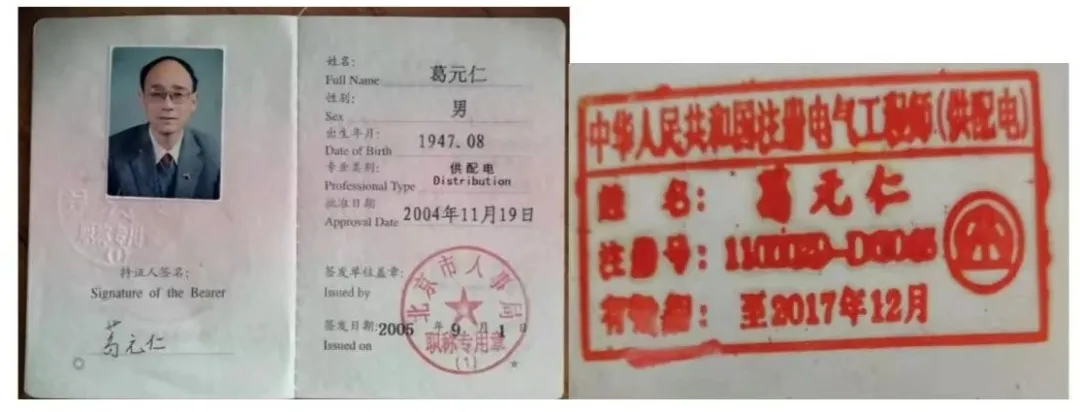 姓名:
Full Name 葛元仁
性别:
Sex 男
出生年月:
Date of Birth 1947.08
专业类别: 供配电
Professional Type Distribution
批准日期
Approval Date 2004年11月19日
签发单位盖章:
Issued by
签发日期: 2005 年 9 月 1 日
Issued on
北京市人事局
职称专用章
(1)
持证人签名:
Signature of the Bearer
葛元仁
中华人民共和国注册电气工程师(供配电)
姓 名: 葛元仁
注册号:
有效期: 至2017年12月